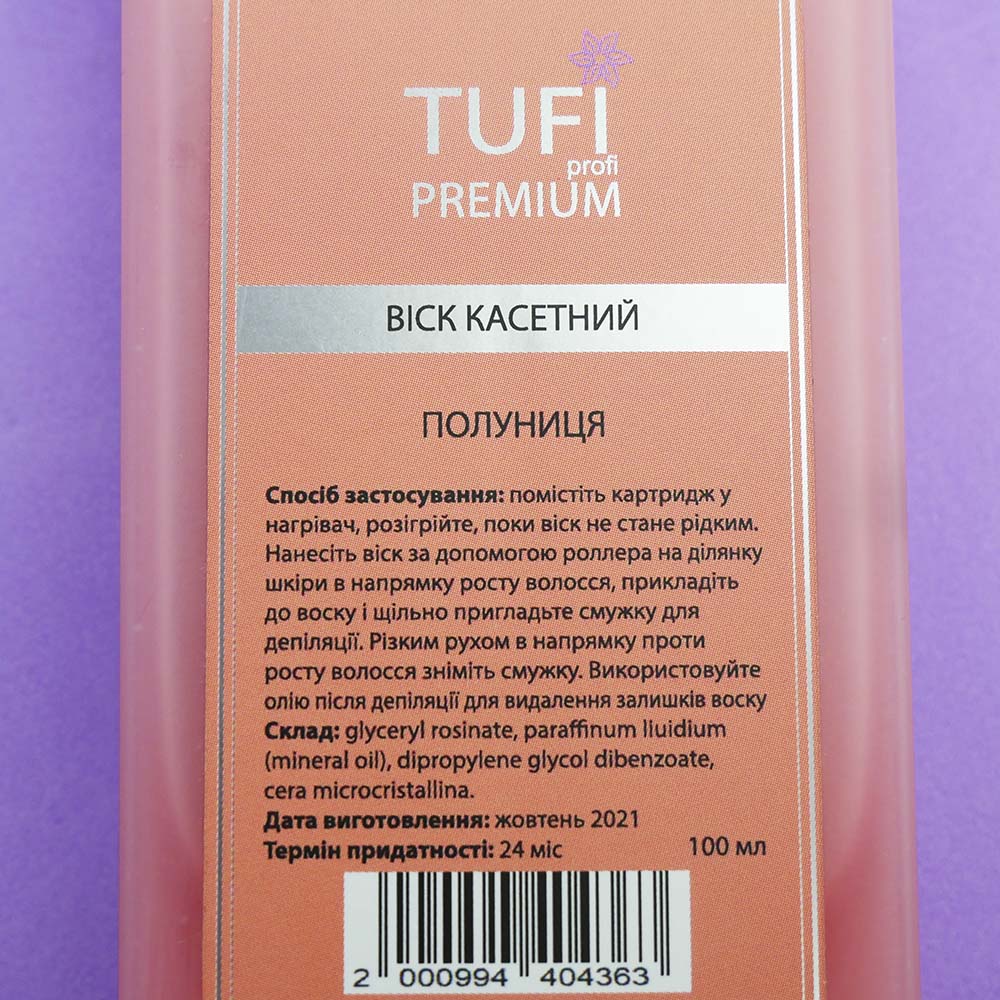 TUFI
profi
PREMIUM
ВІСК КАСЕТНИЙ
ПОЛУНИЦЯ
Спосіб застосування: помістіть картридж у
нагрівач, розігрійте, поки віск не стане рідким.
Нанесіть віск за допомогою роллера на ділянку
шкіри в напрямку росту волосся, прикладіть
до воску і щільно пригладьте смужку для
депіляції. Різким рухом в напрямку проти
росту волосся зніміть смужку. Використовуйте
олію після депіляції для видалення залишків воску
Склад: glyceryl rosinate, paraffinum liuidium
(mineral oil), dipropylene glycol dibenzoate,
cera microcristallina.
Дата виготовлення: жовтень 2021
Термін придатності: 24 міс 100 мл
2 000994 404363